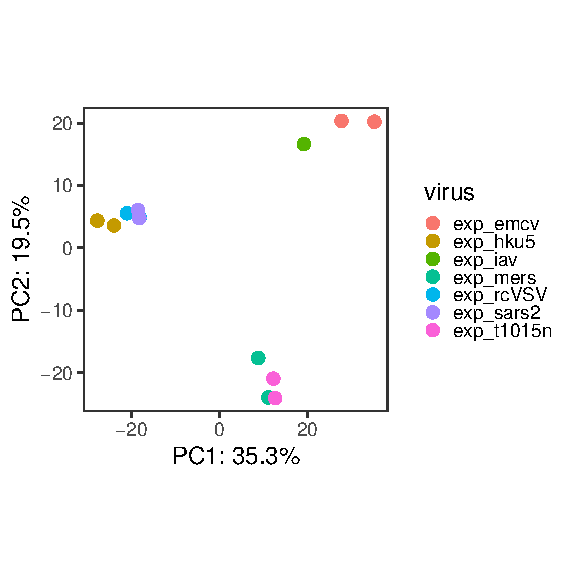 20
10
0
−10
−20
−20 0 20
PC1: 35.3%
PC2: 19.5%
virus
exp_emcv
exp_hku5
exp_iav
exp_mers
exp_rcVSV
exp_sars2
exp_t1015n